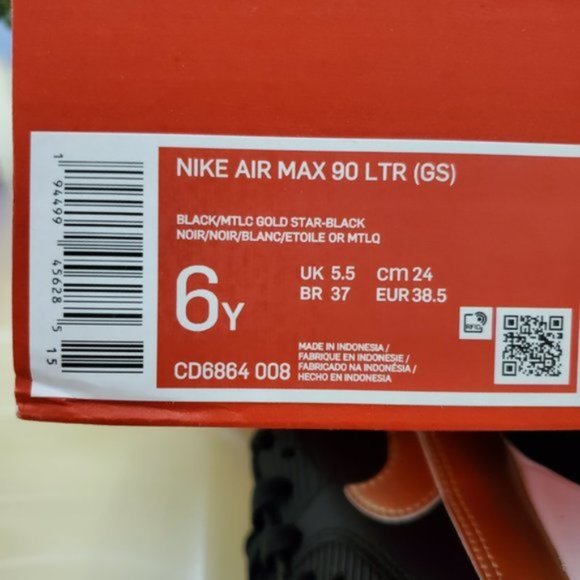 NIKE AIR MAX 90 LTR (GS)
BLACK/MTLC GOLD STAR-BLACK
NOIR/NOIR/BLANC/ETOILE OR MTLQ
6Y
UK 5.5 cm 24
BR 37 EUR 38.5
RFID
CD6864 008
MADE IN INDONESIA /
FABRIQUE EN INDONESIE /
FABRICADO NA INDONÉSIA /
HECHO EN INDONESIA
1 94499 45628 5 15